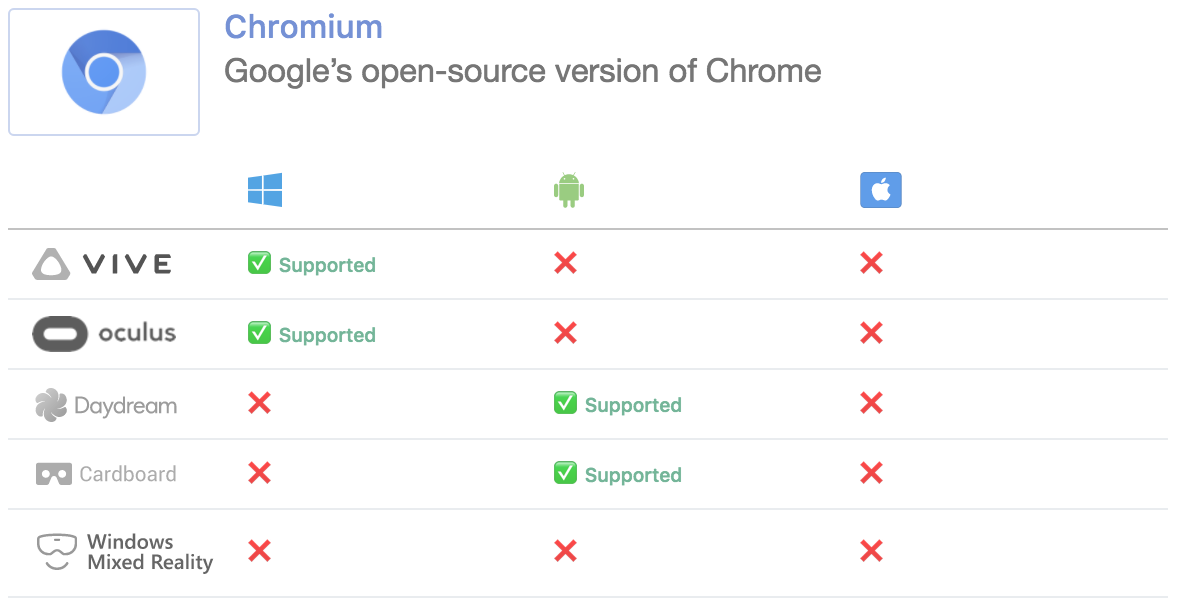 Chromium
Google’s open-source version of Chrome
VIVE Supported
oculus Supported
Daydream Supported
Cardboard Supported
Windows
Mixed Reality